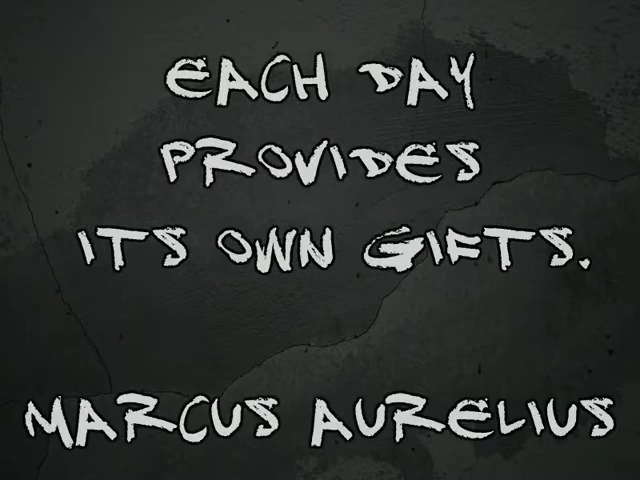 EACH DAY
PROVIDES
ITS OWN GIFTS.
MARCUS AURELIUS